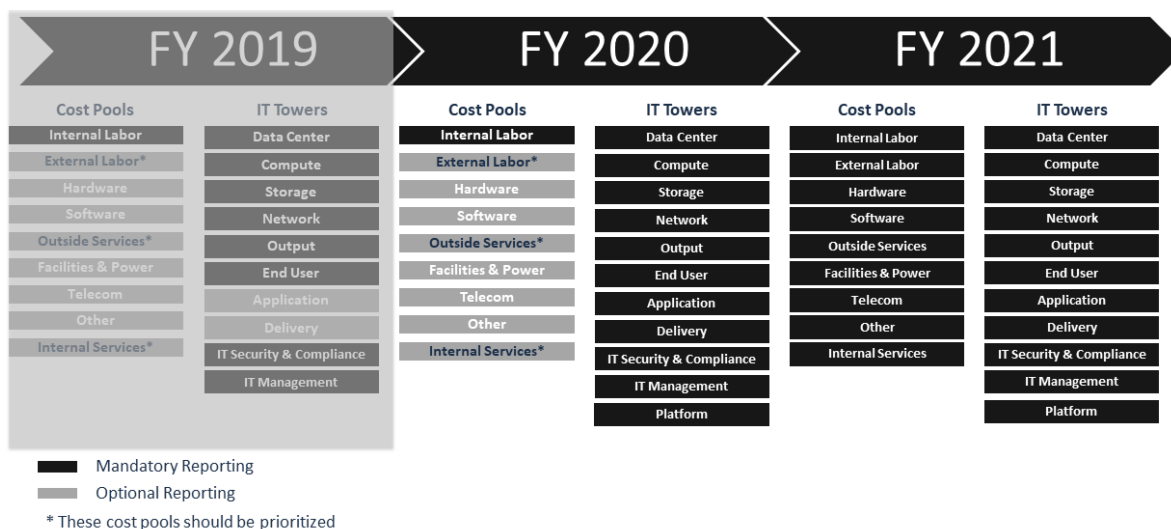 FY 2019
FY 2020
FY 2021
Cost Pools
Internal Labor
External Labor*
Hardware
Software
Outside Services*
Facilities & Power
Telecom
Other
Internal Services*
IT Towers
Data Center
Compute
Storage
Network
Output
End User
Application
Delivery
IT Security & Compliance
IT Management
Cost Pools
Internal Labor
External Labor*
Hardware
Software
Outside Services*
Facilities & Power
Telecom
Other
Internal Services*
IT Towers
Data Center
Compute
Storage
Network
Output
End User
Application
Delivery
IT Security & Compliance
IT Management
Platform
Cost Pools
Internal Labor
External Labor
Hardware
Software
Outside Services
Facilities & Power
Telecom
Other
Internal Services
IT Towers
Data Center
Compute
Storage
Network
Output
End User
Application
Delivery
IT Security & Compliance
IT Management
Platform
Mandatory Reporting
Optional Reporting
* These cost pools should be prioritized